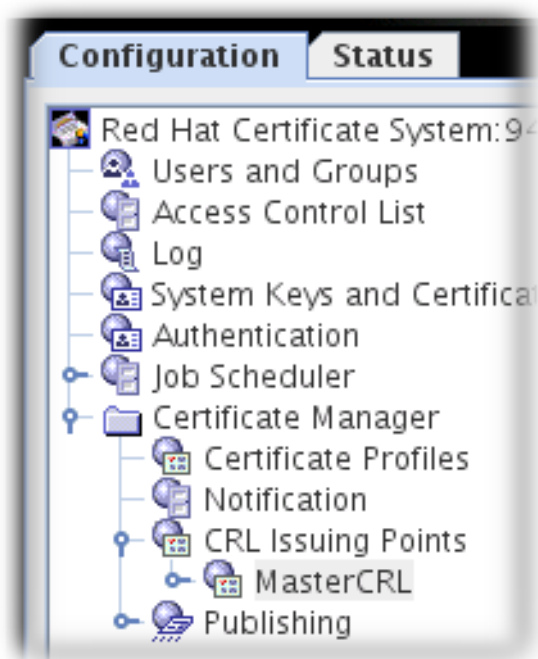 Configuration Status
Red Hat Certificate System:94
Users and Groups
Access Control List
Log
System Keys and Certifica
Authentication
Job Scheduler
Certificate Manager
Certificate Profiles
Notification
CRL Issuing Points
MasterCRL
Publishing